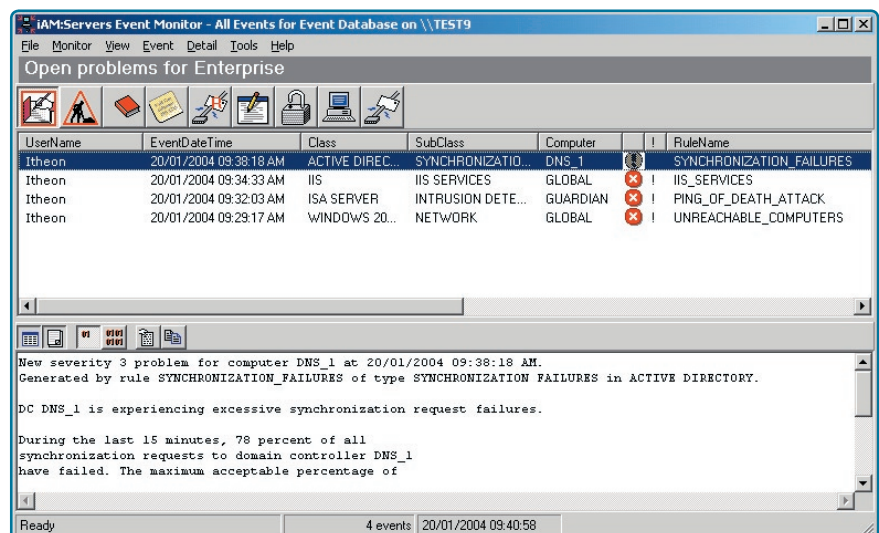 iAM:Servers Event Monitor - All Events for Event Database on \\TEST9
File Monitor View Event Detail Tools Help
Open problems for Enterprise
UserName EventDateTime Class SubClass Computer ! RuleName
Itheon 20/01/2004 09:38:18 AM ACTIVE DIREC... SYNCHRONIZATIO... DNS_1 SYNCHRONIZATION_FAILURES
Itheon 20/01/2004 09:34:33 AM IIS IIS SERVICES GLOBAL ! IIS_SERVICES
Itheon 20/01/2004 09:32:03 AM ISA SERVER INTRUSION DETE... GUARDIAN ! PING_OF_DEATH_ATTACK
Itheon 20/01/2004 09:29:17 AM WINDOWS 20... NETWORK GLOBAL ! UNREACHABLE_COMPUTERS
New severity 3 problem for computer DNS_1 at 20/01/2004 09:38:18 AM.
Generated by rule SYNCHRONIZATION_FAILURES of type SYNCHRONIZATION FAILURES in ACTIVE DIRECTORY.
DC DNS_1 is experiencing excessive synchronization request failures.
During the last 15 minutes, 78 percent of all
synchronization requests to domain controller DNS_1
have failed. The maximum acceptable percentage of
Ready 4 events 20/01/2004 09:40:58